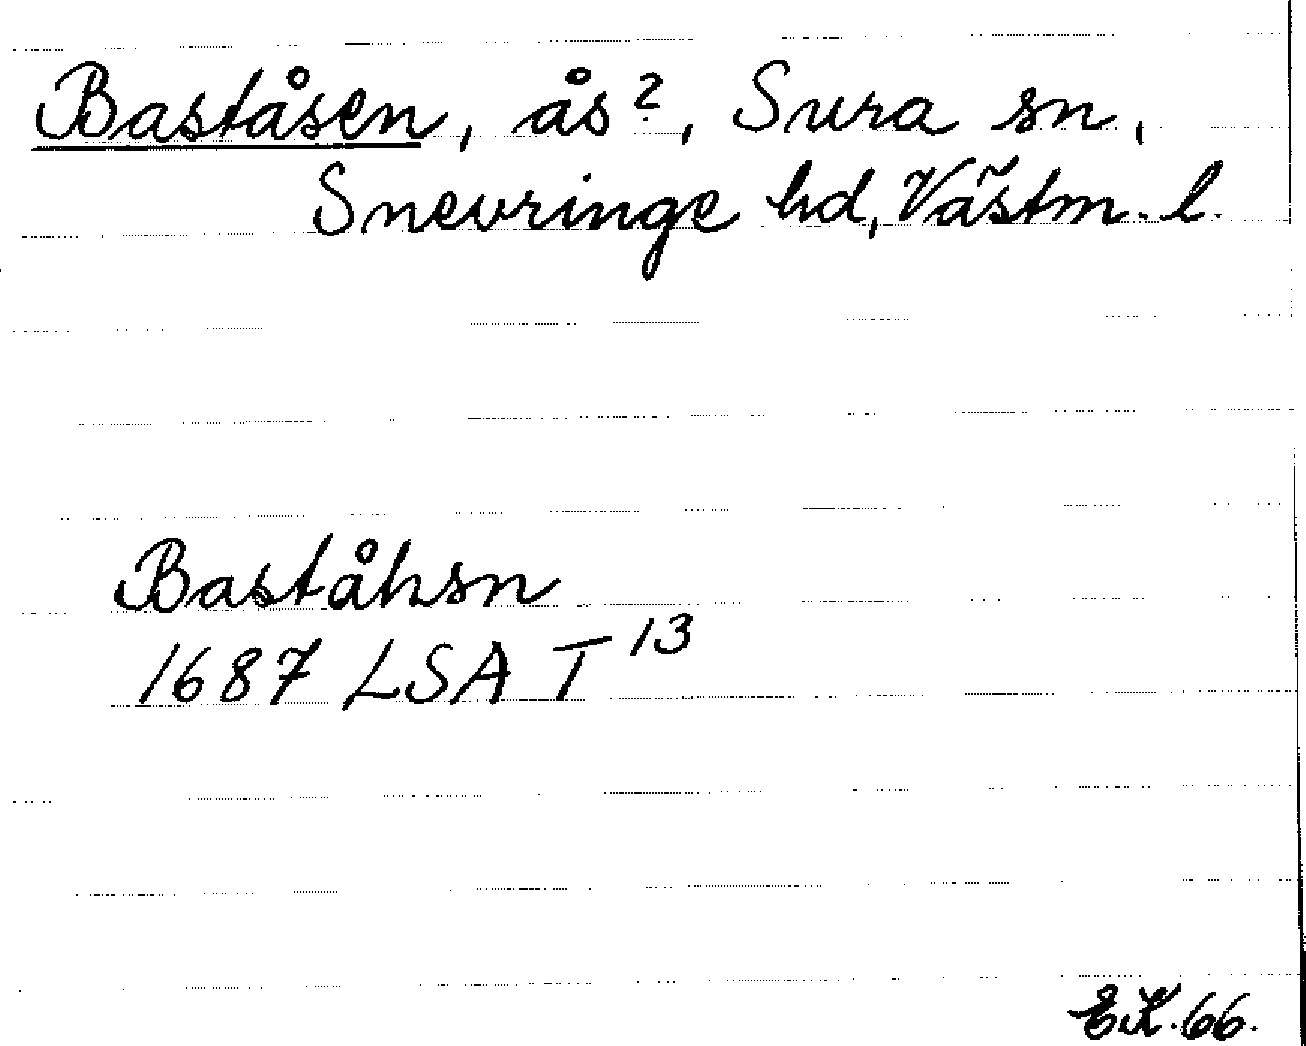 Baståsen, ås?, Sura sn,
Snevringe hd, Västm. l.
Baståhsn
1687 LSA T 13
E.K. 66.